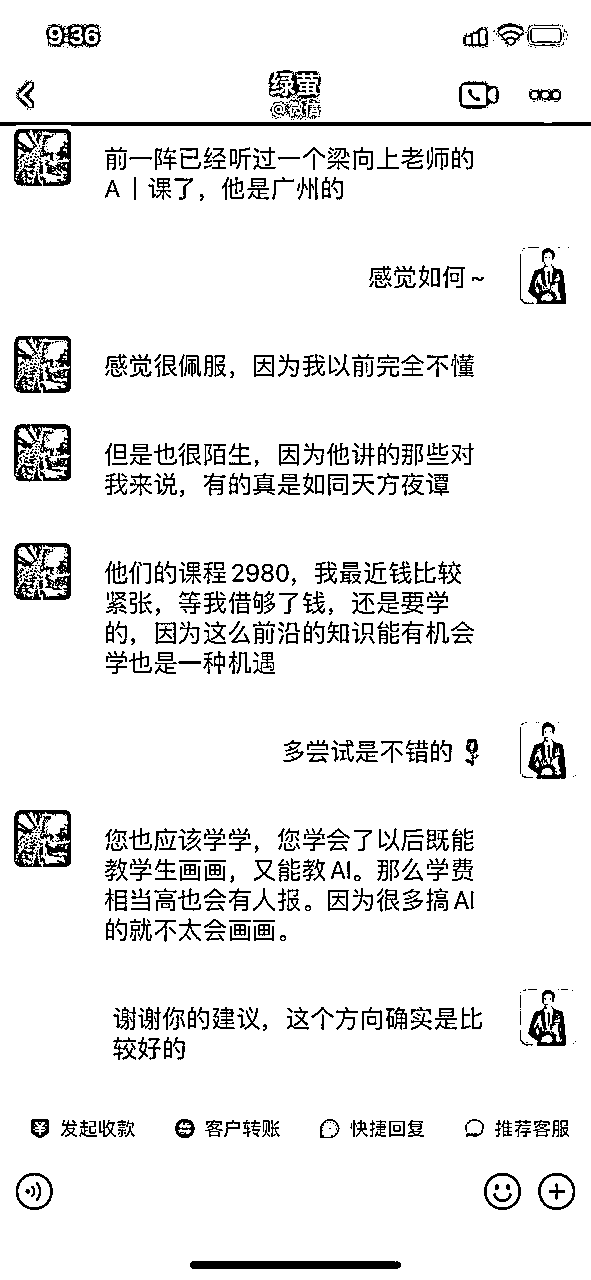 9:36
绿萤
@微信
前一阵已经听过一个梁向上老师的
A｜课了，他是广州的
感觉如何~
感觉很佩服，因为我以前完全不懂
但是也很陌生，因为他讲的那些对
我来说，有的真是如同天方夜谭
他们的课程2980，我最近钱比较
紧张，等我借够了钱，还是要学
的，因为这么前沿的知识能有机会
学也是一种机遇
多尝试是不错的🌹
您也应该学学，您学会了以后既能
教学生画画，又能教AI。那么学费
相当高也会有人报。因为很多搞AI
的就不太会画画。
谢谢你的建议，这个方向确实是比
较好的
发起收款 客户转账 快捷回复 推荐客服